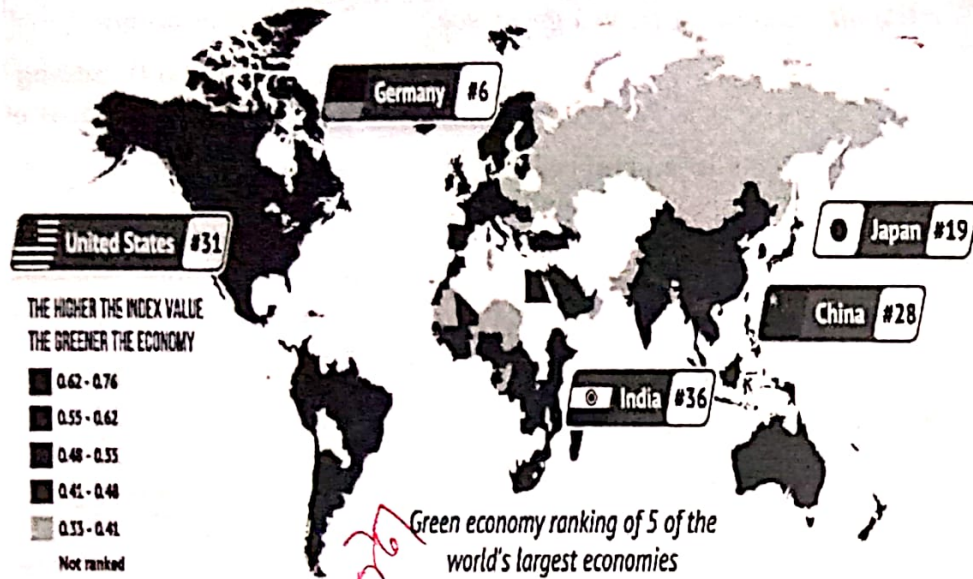 Germany #6
United States #31
Japan #19
China #28
India #36
THE HIGHER THE INDEX VALUE
THE GREENER THE ECONOMY
0.62 - 0.76
0.55 - 0.62
0.48 - 0.55
0.41 - 0.48
0.33 - 0.41
Not ranked
Green economy ranking of 5 of the
world's largest economies